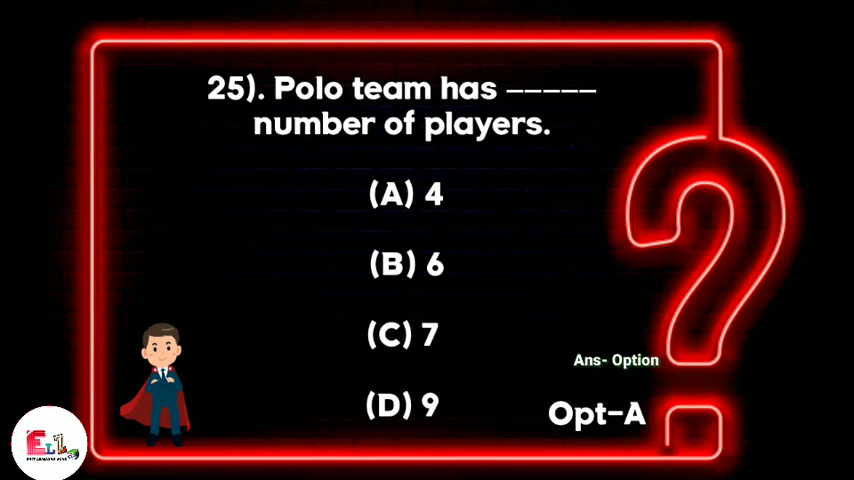 25). Polo team has -----
number of players.
(A) 4
(B) 6
(C) 7
(D) 9
Ans- Option
Opt-A